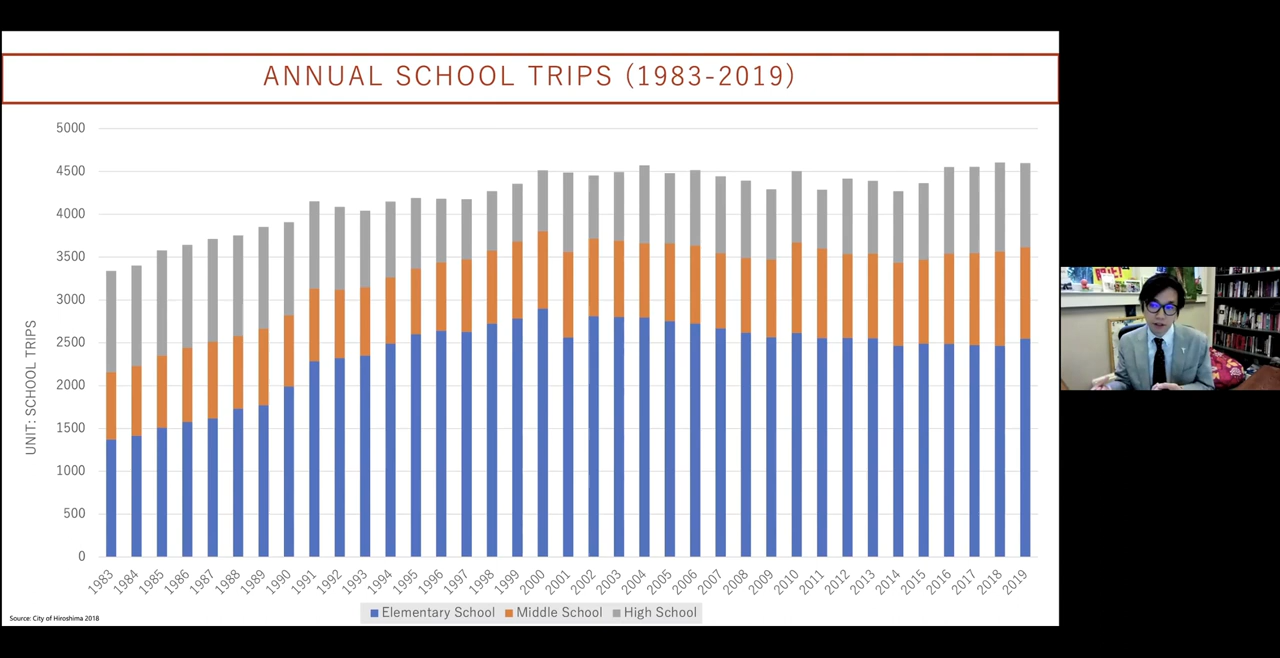 ANNUAL SCHOOL TRIPS (1983-2019)
5000
4500
4000
3500
3000
2500
2000
1500
1000
500
0
UNIT: SCHOOL TRIPS
1983 1984 1985 1986 1987 1988 1989 1990 1991 1992 1993 1994 1995 1996 1997 1998 1999 2000 2001 2002 2003 2004 2005 2006 2007 2008 2009 2010 2011 2012 2013 2014 2015 2016 2017 2018 2019
Elementary School Middle School High School
Source: City of Hiroshima 2018